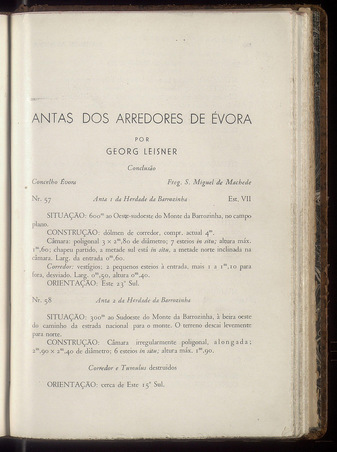 ANTAS DOS ARREDORES DE ÉVORA
POR
GEORG LEISNER
Conclusão
Concelho Évora Freg. S. Miguel de Machede
Nr. 57 Anta 1 da Herdade da Barrozinha Est. VII
SITUAÇÃO: 600m ao Oeste-sudoeste do Monte da Barrozinha, no campo
plano.
CONSTRUÇÃO: dólmen de corredor, compr. actual 4m.
Câmara: poligonal 3 × 2m.80 de diâmetro; 7 esteios in situ; altura máx.
1m.60; chapeu partido, a metade sul está in situ, a metade norte inclinada na
câmara. Larg. da entrada 0m.60.
Corredor: vestígios; 2 pequenos esteios à entrada, mais 1 a 1m.10 para
fora, desviado. Larg. 0m.50, altura 0m.40.
ORIENTAÇÃO: Este 23° Sul.
Nr. 58 Anta 2 da Herdade da Barrozinha
SITUAÇÃO: 300m ao Sudoeste do Monte da Barrozinha, à beira oeste
do caminho da estrada nacional para o monte. O terreno descai levemente
para norte.
CONSTRUÇÃO: Câmara irregularmente poligonal, alongada;
2m.90 × 2m.40 de diâmetro; 6 esteios in situ; altura máx. 1m.90.
Corredor e Tumulus destruídos
ORIENTAÇÃO: cerca de Este 15° Sul.